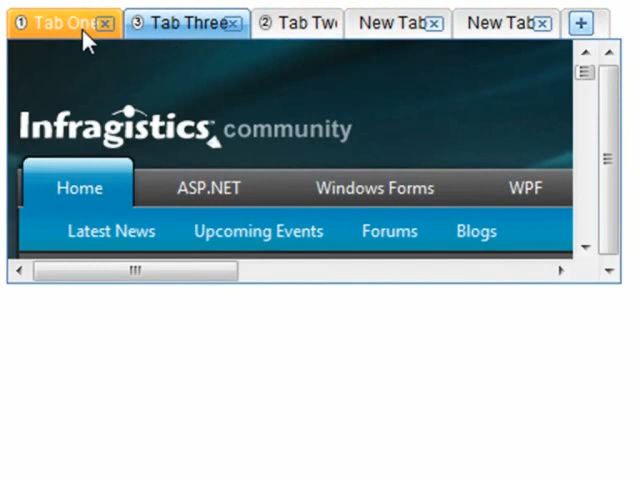 ① Tab One ③ Tab Three ② Tab Two New Tab New Tab +
Infragistics community
Home ASP.NET Windows Forms WPF
Latest News Upcoming Events Forums Blogs